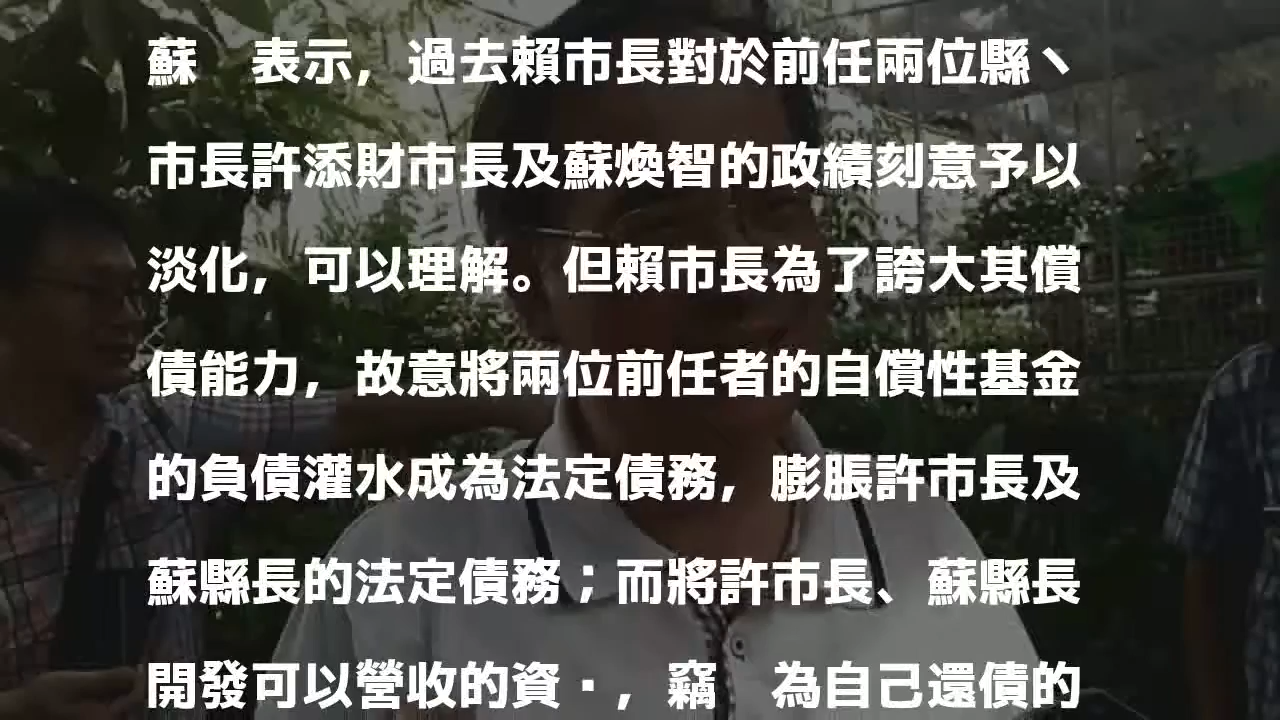 蘇　表示，過去賴市長對於前任兩位縣、
市長許添財市長及蘇煥智的政績刻意予以
淡化，可以理解。但賴市長為了誇大其償
債能力，故意將兩位前任者的自償性基金
的負債灌水成為法定債務，膨脹許市長及
蘇縣長的法定債務；而將許市長、蘇縣長
開發可以營收的資·，竊　為自己還債的